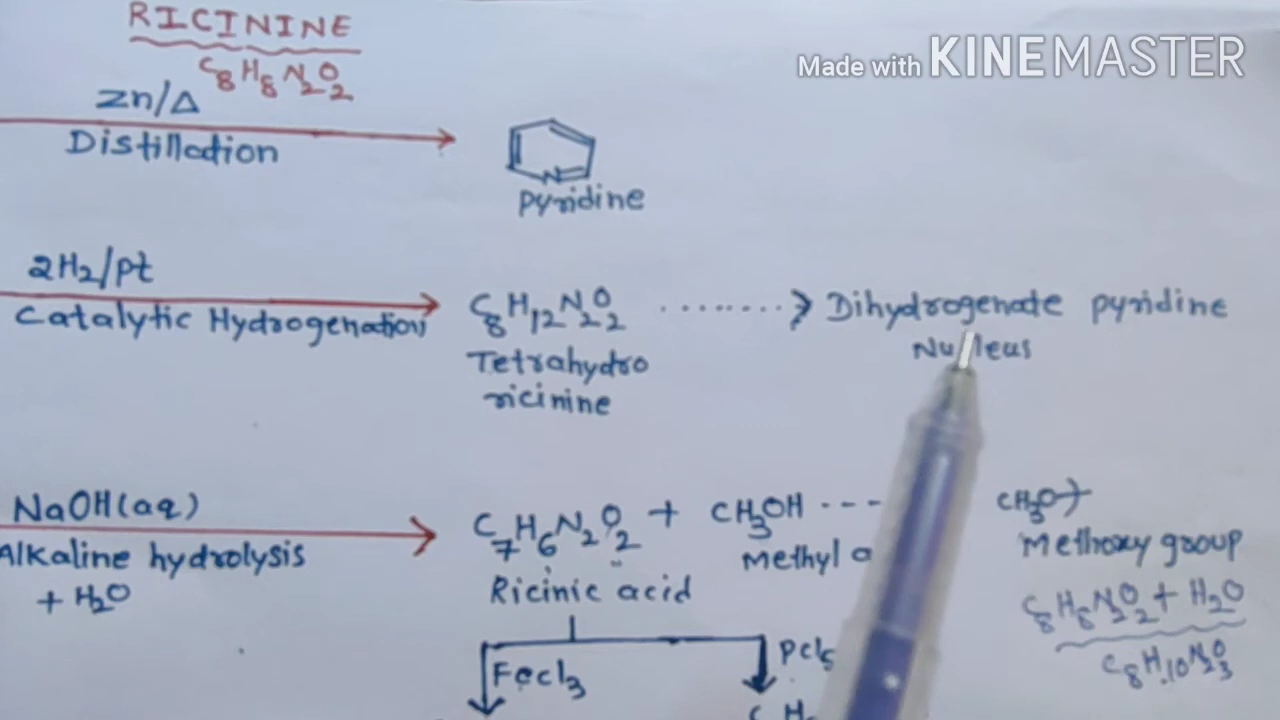 RICININE
C8H8N2O2
Made with KINEMASTER
Zn/Δ
Distillation
N
pyridine
2H2/pt
Catalytic Hydrogenation
C8H12N2O2 ........> Dihydrogenate pyridine
Nucleus
Tetrahydro
ricinine
NaOH(aq)
Alkaline hydrolysis
+ H2O
C7H6N2O2 + CH3OH ---
Ricinic acid
Methyl a
CH3O
Methoxy group
C8H8N2O2 + H2O
C8H10N2O3
FeCl3
PCl5
C H